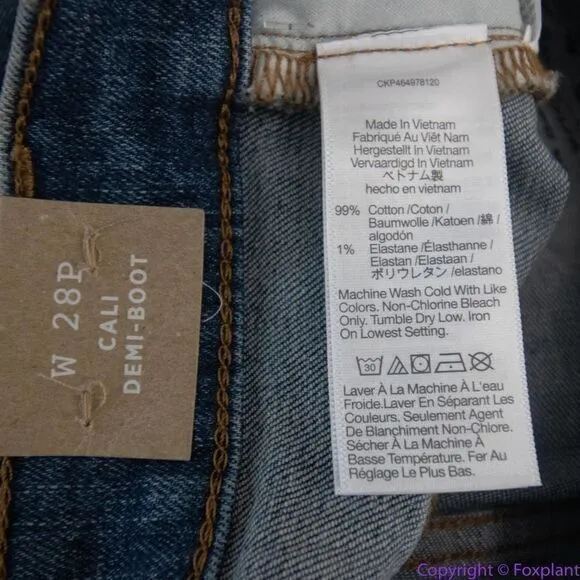 W 28P
CALI
DEMI-BOOT
CKP464978120
Made In Vietnam
Fabriqué Au Viêt Nam
Hergestellt In Vietnam
Vervaardigd In Vietnam
ベトナム製
hecho en vietnam
99% Cotton /Coton /
Baumwolle /Katoen /綿 /
algodón
1% Elastane /Élasthanne /
Elastan /Elastaan /
ポリウレタン /elastano
Machine Wash Cold With Like
Colors. Non-Chlorine Bleach
Only. Tumble Dry Low. Iron
On Lowest Setting.
30
Laver À La Machine À L'eau
Froide.Laver En Séparant Les
Couleurs. Seulement Agent
De Blanchiment Non-Chlore.
Sécher À La Machine À
Basse Température. Fer Au
Réglage Le Plus Bas.
Copyright © Foxplant